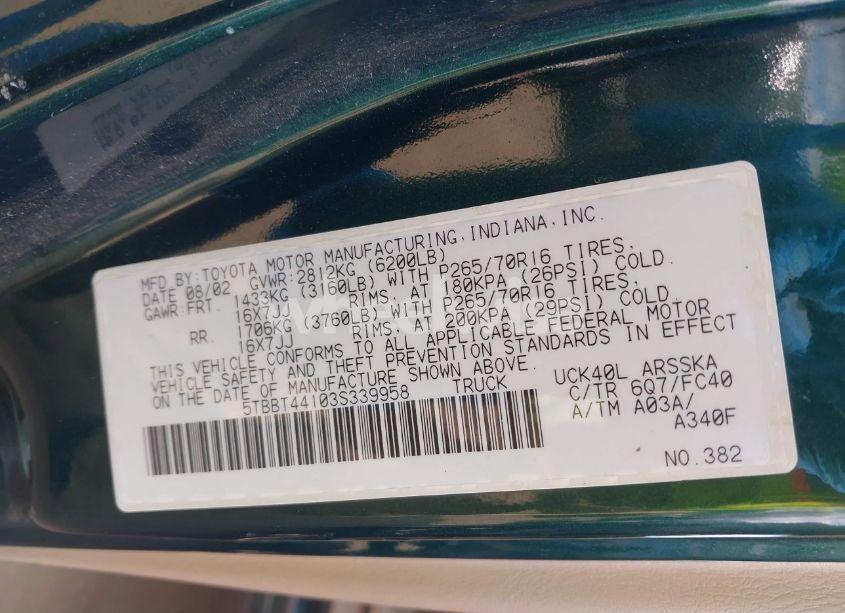 MFD.BY:TOYOTA MOTOR MANUFACTURING,INDIANA,INC.
DATE 08/02 GVWR:2812KG (6200LB)
GAWR:FRT. 1433KG (3160LB) WITH P265/70R16 TIRES,
16X7JJ RIMS, AT 180KPA (26PSI) COLD.
RR. 1706KG (3760LB) WITH P265/70R16 TIRES,
16X7JJ RIMS, 200KPA (29PSI) COLD.
THIS VEHICLE CONFORMS TO ALL APPLICABLE FEDERAL MOTOR
VEHICLE SAFETY AND THEFT PREVENTION STANDARDS IN EFFECT
ON THE DATE OF MANUFACTURE SHOWN ABOVE.
5TBBT44103S339958 TRUCK
UCK40L ARSSKA
C/TR 6Q7/FC40
A/TM A03A/
A340F
NO.382